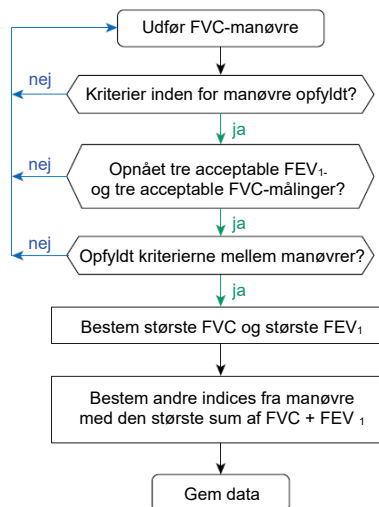 Udfør FVC-manøvre
nej
Kriterier inden for manøvre opfyldt?
ja
nej
Opnået tre acceptable FEV₁-
og tre acceptable FVC-målinger?
ja
nej
Opfyldt kriterierne mellem manøvrer?
ja
Bestem største FVC og største FEV₁
Bestem andre indices fra manøvre
med den største sum af FVC + FEV ₁
Gem data